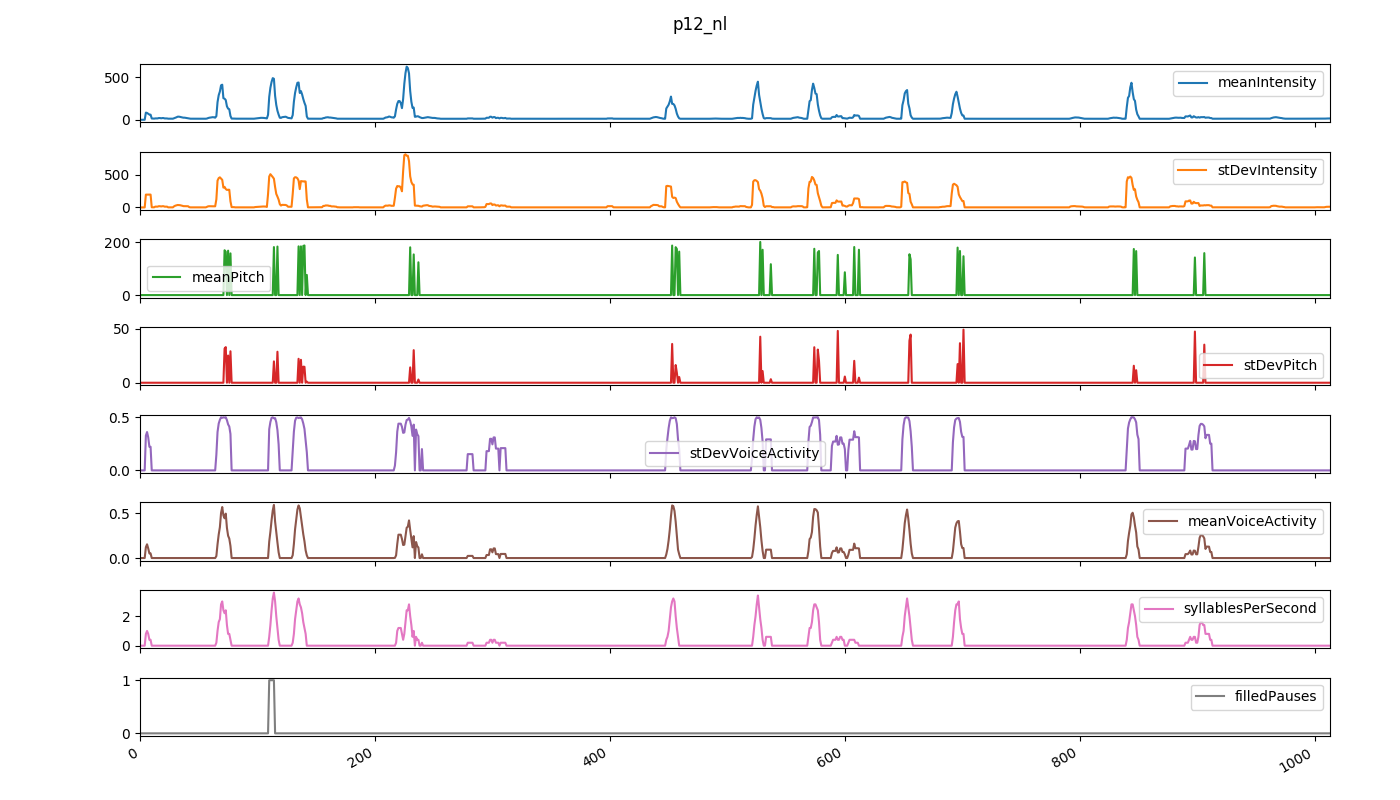 p12_nl
500
0
meanIntensity
500
0
stDevIntensity
200
0
meanPitch
50
0
stDevPitch
0.5
0.0
stDevVoiceActivity
0.5
0.0
meanVoiceActivity
2
0
syllablesPerSecond
1
0
filledPauses
0 200 400 600 800 1000